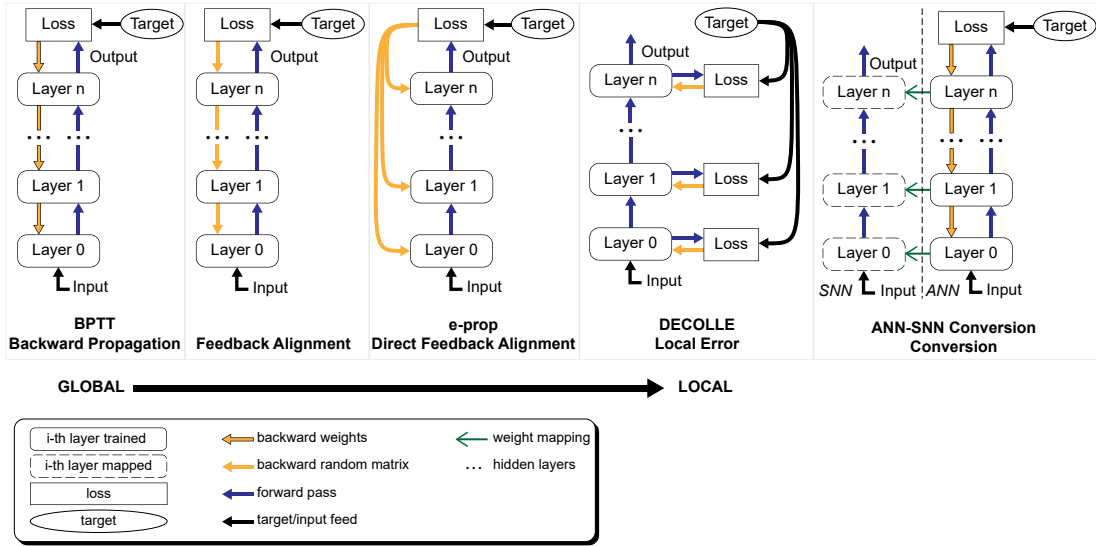 Loss
Target
Output
Layer n
...
...
Layer 1
Layer 0
Input
BPTT
Backward Propagation
Loss
Target
Output
Layer n
...
...
Layer 1
Layer 0
Input
Feedback Alignment
Loss
Target
Output
Layer n
...
Layer 1
Layer 0
Input
e-prop
Direct Feedback Alignment
Target
Output
Layer n
Loss
...
Layer 1
Loss
Layer 0
Loss
Input
DECOLLE
Local Error
Output
Layer n
...
Layer 1
Layer 0
SNN
Input
Loss
Target
Layer n
...
...
Layer 1
Layer 0
ANN
Input
ANN-SNN Conversion
Conversion
GLOBAL
LOCAL
i-th layer trained
i-th layer mapped
loss
target
backward weights
backward random matrix
forward pass
target/input feed
weight mapping
... hidden layers